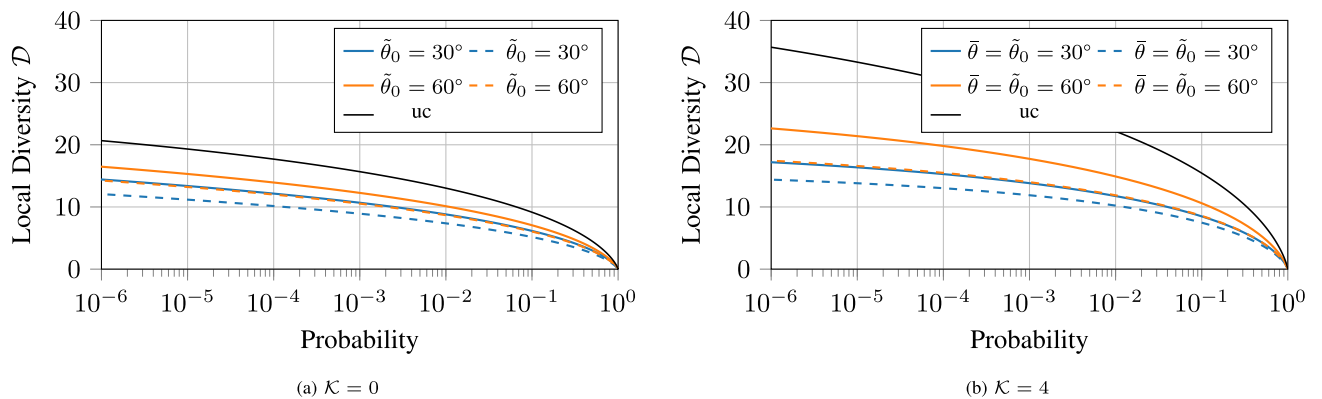 40
30
20
10
0
Local Diversity 𝒟
θ̃₀ = 30° θ̃₀ = 30°
θ̃₀ = 60° θ̃₀ = 60°
uc
10⁻⁶ 10⁻⁵ 10⁻⁴ 10⁻³ 10⁻² 10⁻¹ 10⁰
Probability
(a) 𝒦 = 0
40
30
20
10
0
Local Diversity 𝒟
θ̄ = θ̃₀ = 30° θ̄ = θ̃₀ = 30°
θ̄ = θ̃₀ = 60° θ̄ = θ̃₀ = 60°
uc
10⁻⁶ 10⁻⁵ 10⁻⁴ 10⁻³ 10⁻² 10⁻¹ 10⁰
Probability
(b) 𝒦 = 4